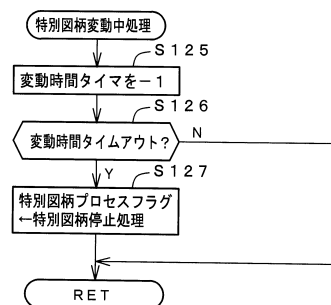 特別図柄変動中処理
S125
変動時間タイマを－1
S126
変動時間タイムアウト？
N
Y
S127
特別図柄プロセスフラグ
←特別図柄停止処理
RET